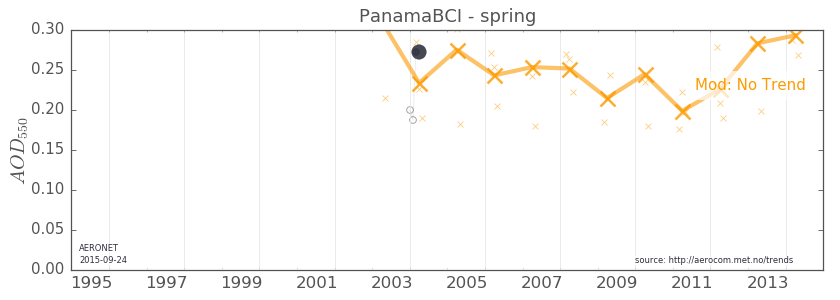 PanamaBCI - spring
0.30
0.25
0.20
0.15
0.10
0.05
0.00
AOD550
Mod: No Trend
AERONET
2015-09-24
source: http://aerocom.met.no/trends
1995 1997 1999 2001 2003 2005 2007 2009 2011 2013